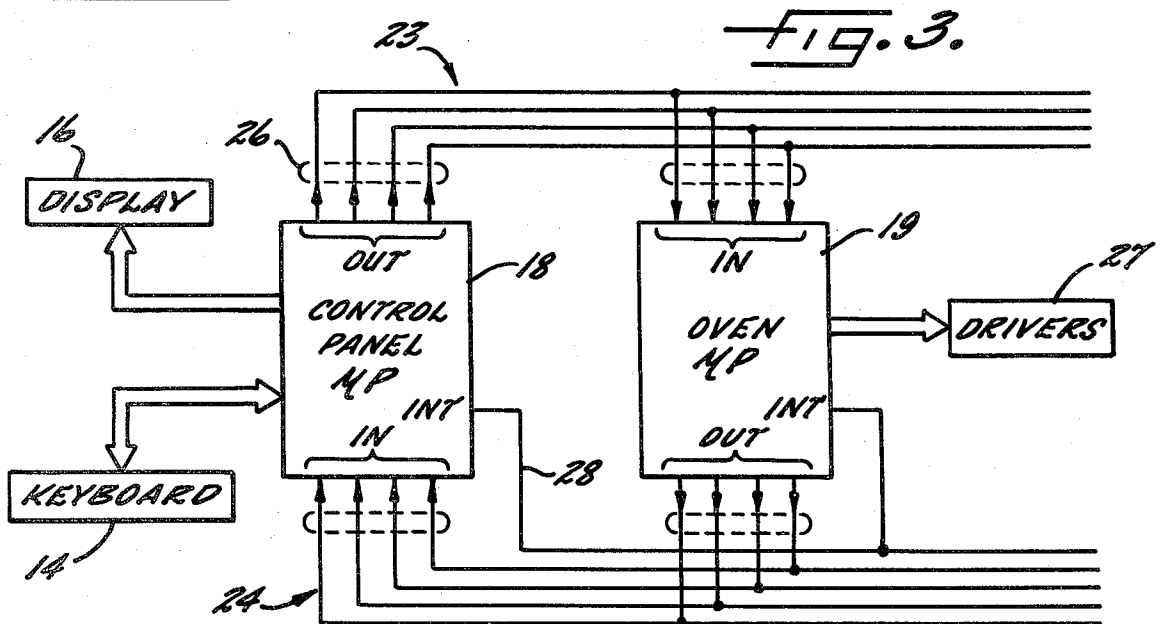 Fig. 3.
23
16
26
DISPLAY
OUT
18
IN
19
27
CONTROL
PANEL
MP
OVEN
MP
DRIVERS
INT
IN
INT
OUT
28
KEYBOARD
14
24